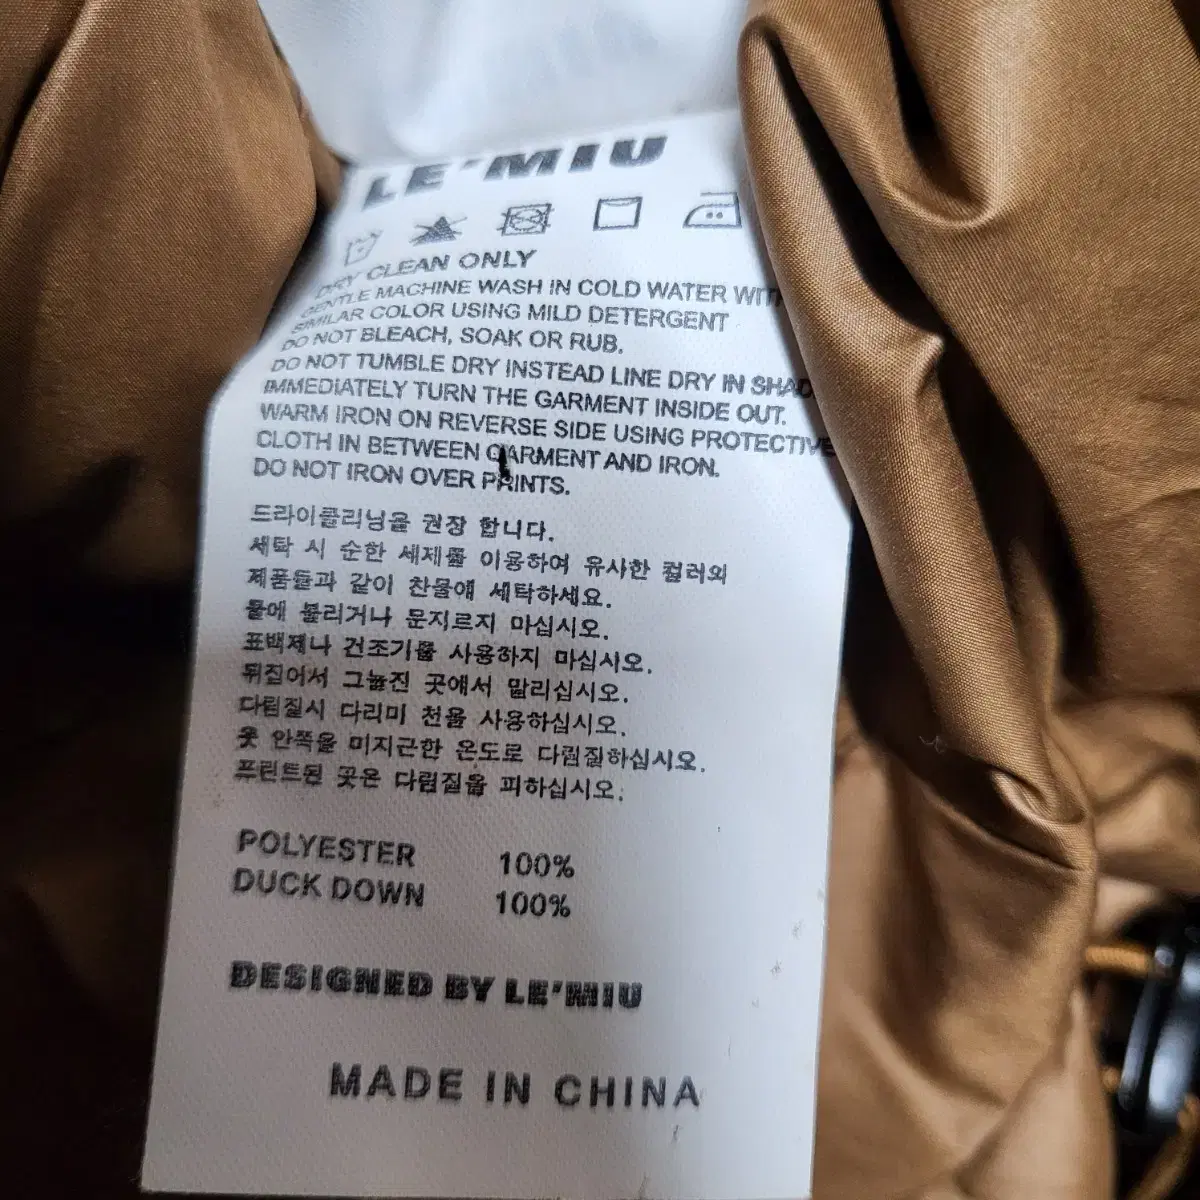 LE'MIU
DRY CLEAN ONLY
GENTLE MACHINE WASH IN COLD WATER WITH
SIMILAR COLOR USING MILD DETERGENT
DO NOT BLEACH, SOAK OR RUB.
DO NOT TUMBLE DRY INSTEAD LINE DRY IN
IMMEDIATELY TURN THE GARMENT INSIDE OUT.
WARM IRON ON REVERSE SIDE USING PROTECTIVE
CLOTH IN BETWEEN GARMENT AND IRON.
DO NOT IRON OVER PRINTS.
드라이클리닝을 권장 합니다.
세탁 시 순한 세제를 이용하여 유사한 컬러의
제품들과 같이 찬물에 세탁하세요.
물에 불리거나 문지르지 마십시오.
표백제나 건조기를 사용하지 마십시오.
뒤집어서 그늘진 곳에서 말리십시오.
다림질시 다리미 천을 사용하십시오.
옷 안쪽을 미지근한 온도로 다림질하십시오.
프린트된 곳은 다림질을 피하십시오.
POLYESTER 100%
DUCK DOWN 100%
DESIGNED BY LE'MIU
MADE IN CHINA